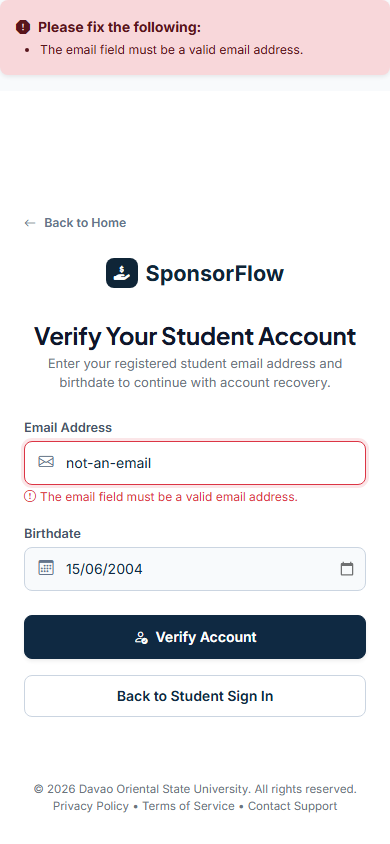 Please fix the following:
• The email field must be a valid email address.
← Back to Home
SponsorFlow
Verify Your Student Account
Enter your registered student email address and
birthdate to continue with account recovery.
Email Address
not-an-email
The email field must be a valid email address.
Birthdate
15/06/2004
Verify Account
Back to Student Sign In
© 2026 Davao Oriental State University. All rights reserved.
Privacy Policy • Terms of Service • Contact Support